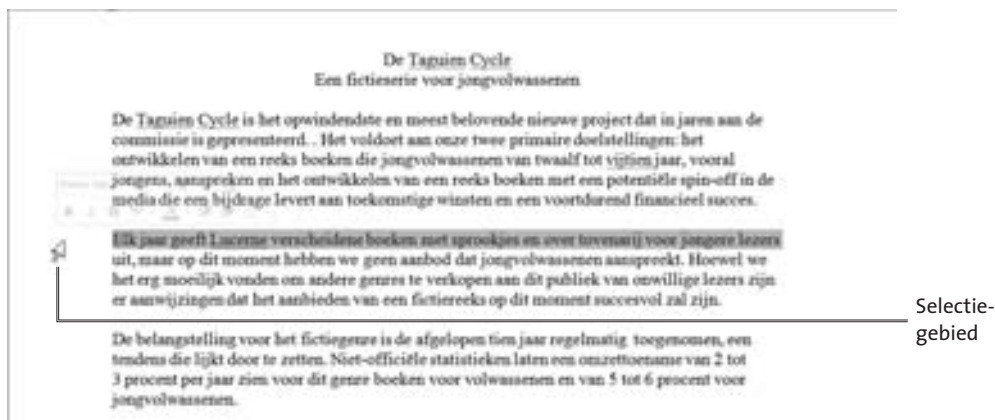 De Taguien Cycle
Een fictieserie voor jongvolwassenen
De Taguien Cycle is het opwindendste en meest belovende nieuwe project dat in jaren aan de
commissie is gepresenteerd. . Het voldoet aan onze twee primaire doelstellingen: het
ontwikkelen van een reeks boeken die jongvolwassenen van twaalf tot vijtien jaar, vooral
jongens, aanspreken en het ontwikkelen van een reeks boeken met een potentiële spin-off in de
media die een bijdrage levert aan toekomstige winsten en een voortdurend financieel succes.
Elk jaar geeft Lucerne verscheidene boeken met sprookjes en over tovenarij voor jongere lezers
uit, maar op dit moment hebben we geen aanbod dat jongvolwassenen aanspreekt. Hoewel we
het erg moeilijk vonden om andere genres te verkopen aan dit publiek van onwillige lezers zijn
er aanwijzingen dat het aanbieden van een fictiereeks op dit moment succesvol zal zijn.
Selectie-
gebied
De belangstelling voor het fictiegenre is de afgelopen tien jaar regelmatig toegenomen, een
tendens die lijkt door te zetten. Niet-officiële statistieken laten een omzettoename van 2 tot
3 procent per jaar zien voor dit genre boeken voor volwassenen en van 5 tot 6 procent voor
jongvolwassenen.